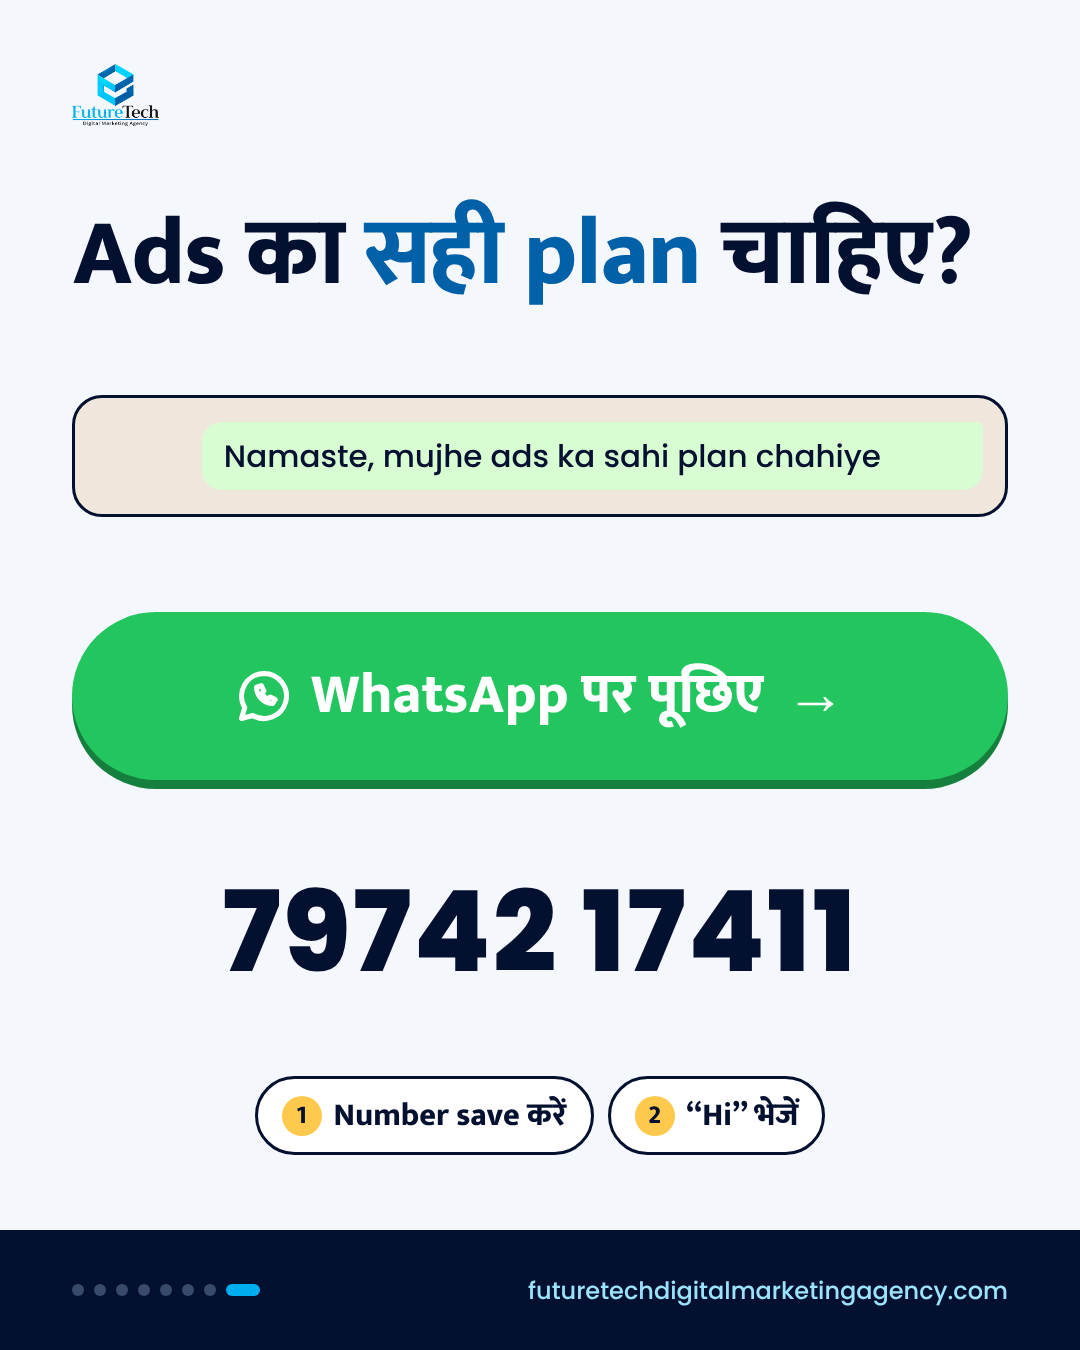 FutureTech
Digital Marketing Agency
Ads का सही plan चाहिए?
Namaste, mujhe ads ka sahi plan chahiye
WhatsApp पर पूछिए →
79742 17411
1 Number save करें
2 “Hi” भेजें
futuretechdigitalmarketingagency.com